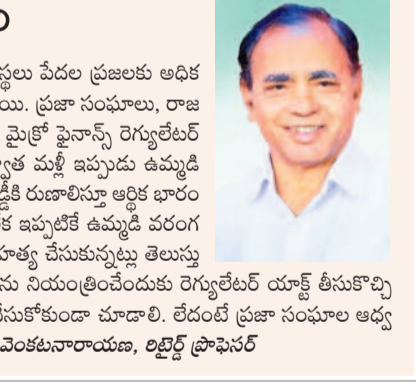 స్థలు పేదల ప్రజలకు అధిక
యి. ప్రజా సంఘాలు, రాజ
మైక్రో ఫైనాన్స్ రెగ్యులేటర్
మళ్లీ ఇప్పుడు ఉమ్మడి
రుణాలిస్తూ ఆర్థిక భారం
ఇప్పటికే ఉమ్మడి వరంగ
చేసుకున్నట్లు తెలుస్తు
ను నియంత్రించేందుకు రెగ్యులేటర్ యాక్ట్ తీసుకొచ్చి
చూడాలి. లేదంటే ప్రజా సంఘాల ఆధ్వ
వెంకటనారాయణ, రిటైర్డ్ ప్రొఫెసర్